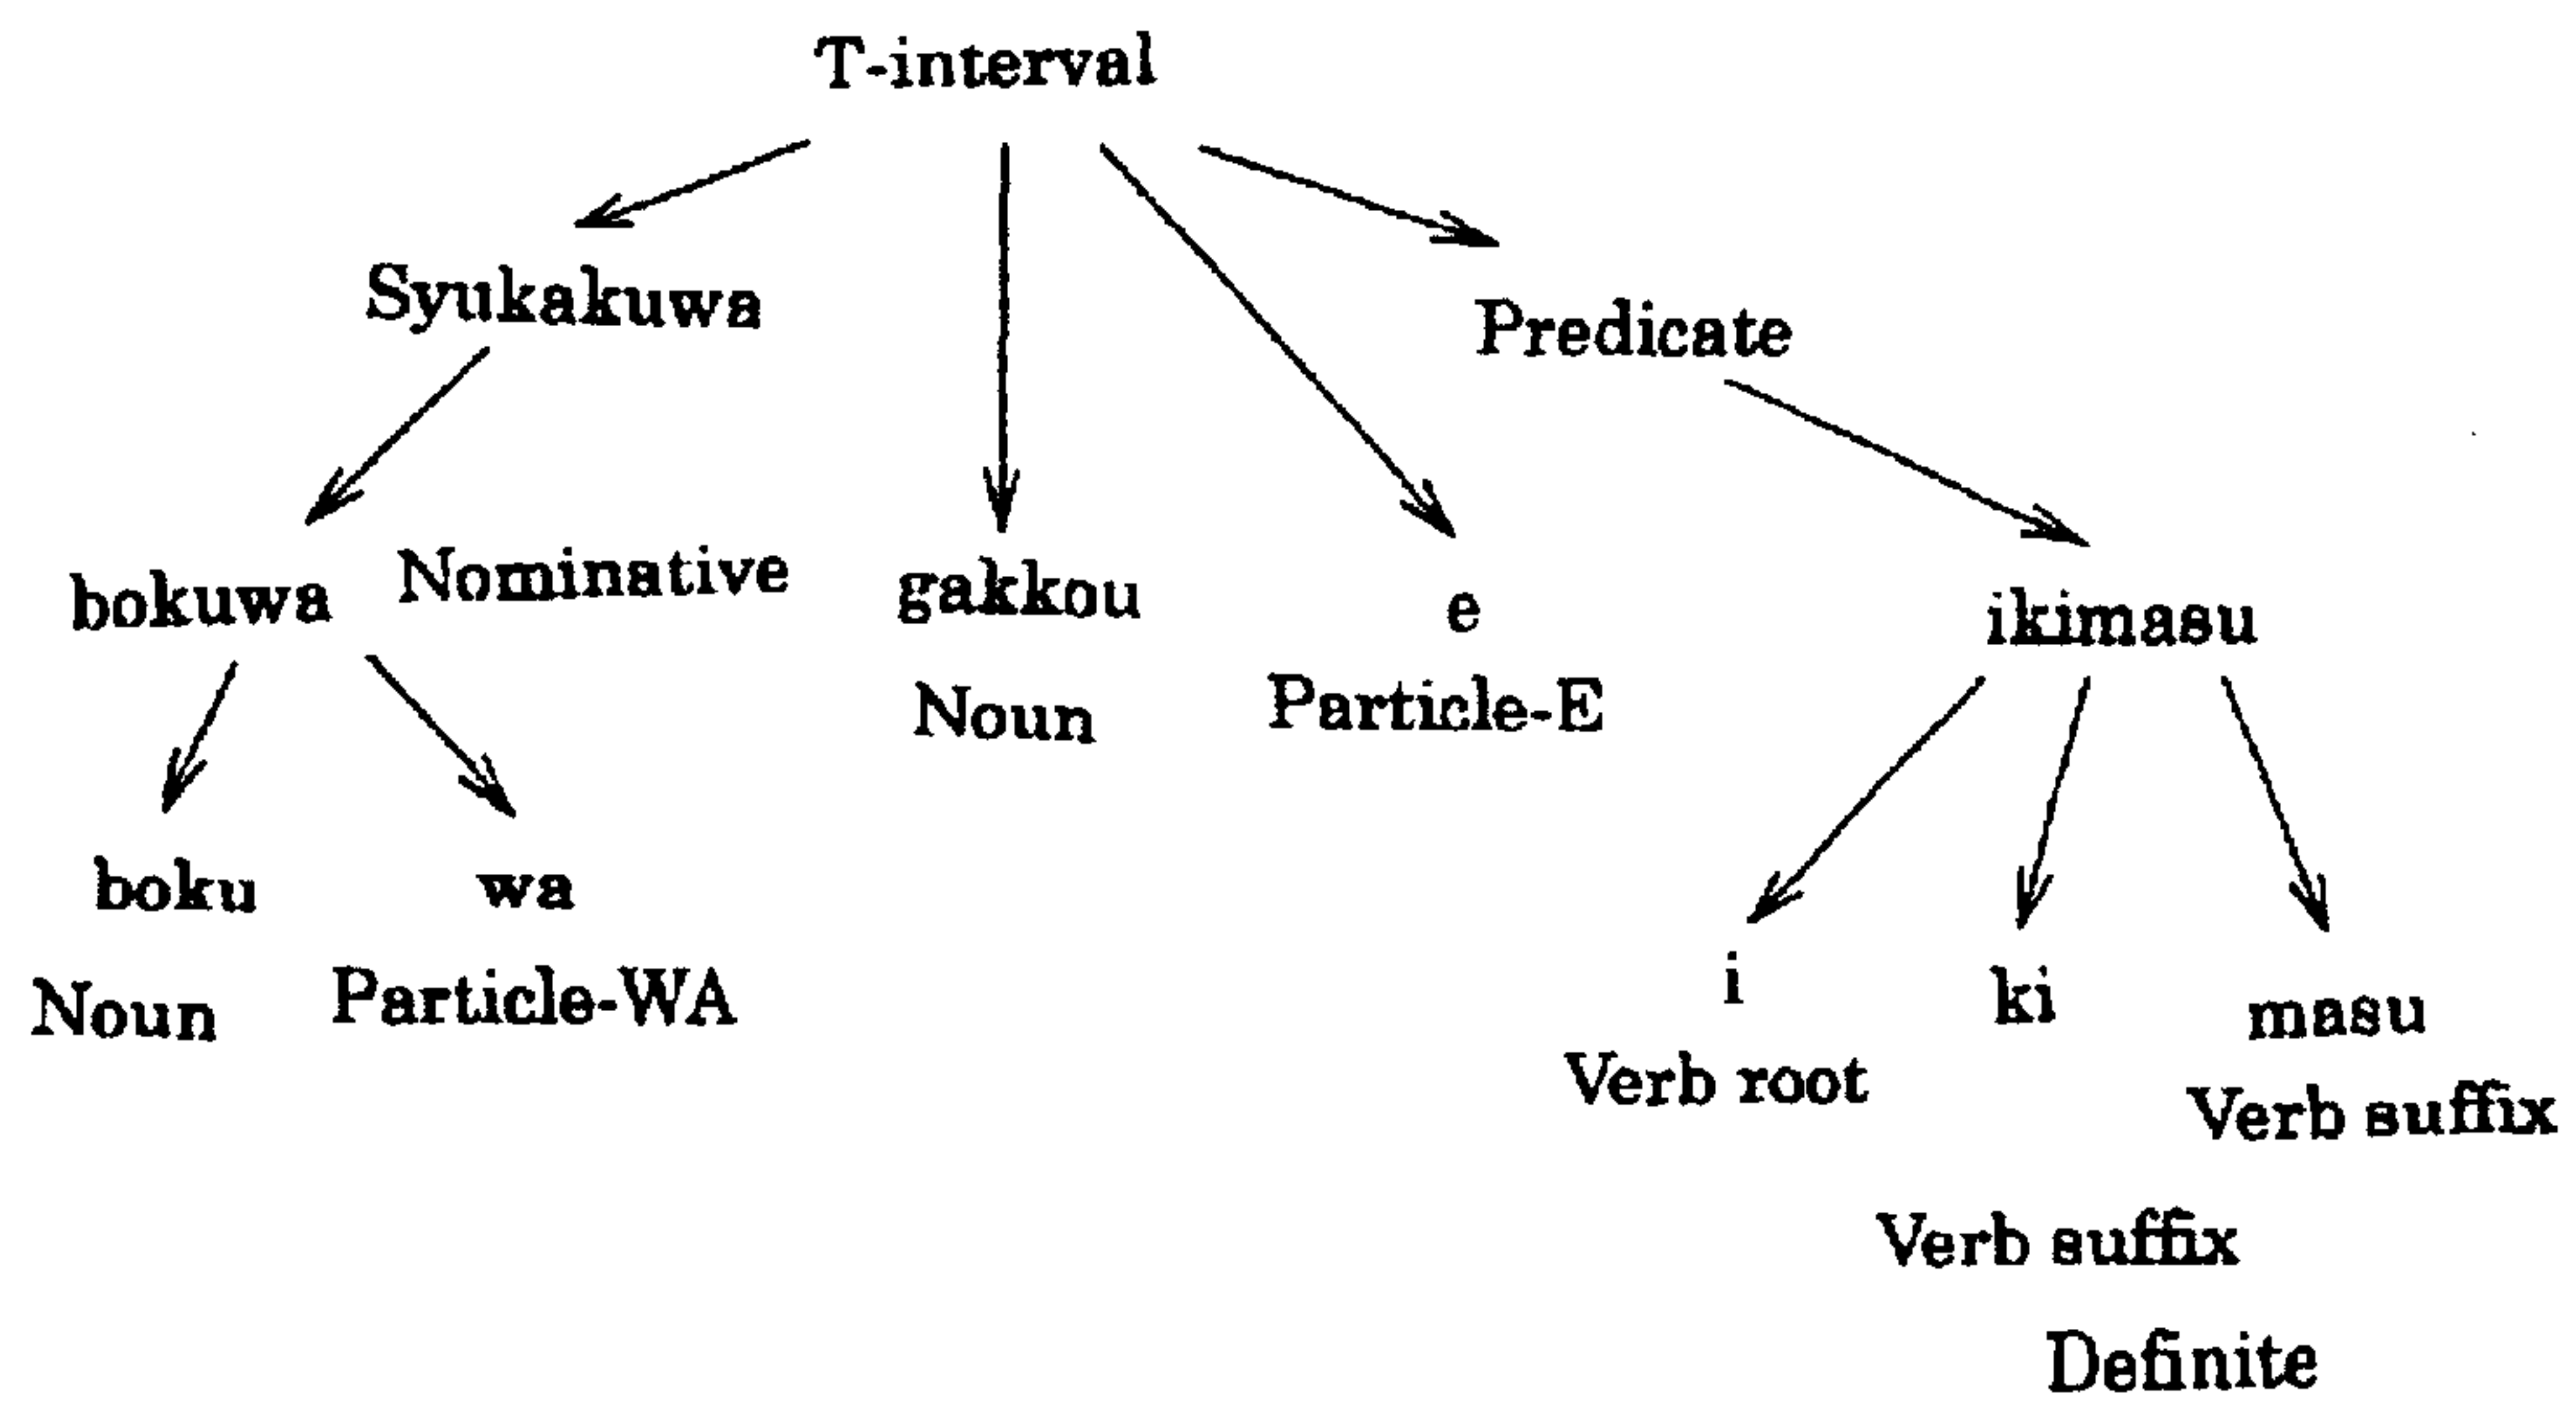 T-interval
Syukakuwa
Predicate
bokuwa Nominative gakkou e ikimasu
Noun Particle-E
boku wa
Noun Particle-WA
i ki masu
Verb root Verb suffix
Verb suffix
Definite